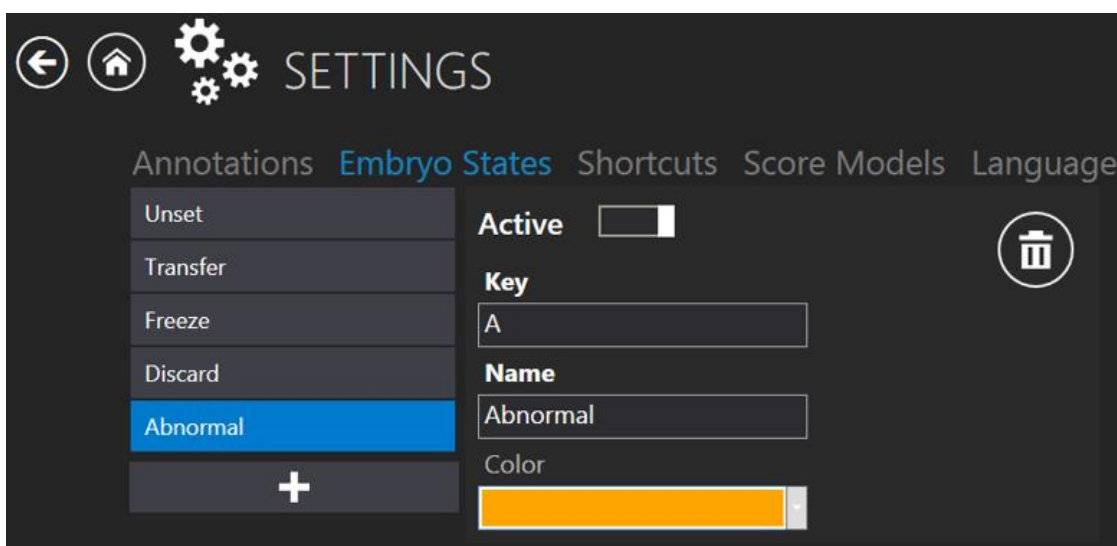 SETTINGS
Annotations Embryo States Shortcuts Score Models Language
Unset
Transfer
Freeze
Discard
Abnormal
Active
Key
A
Name
Abnormal
Color